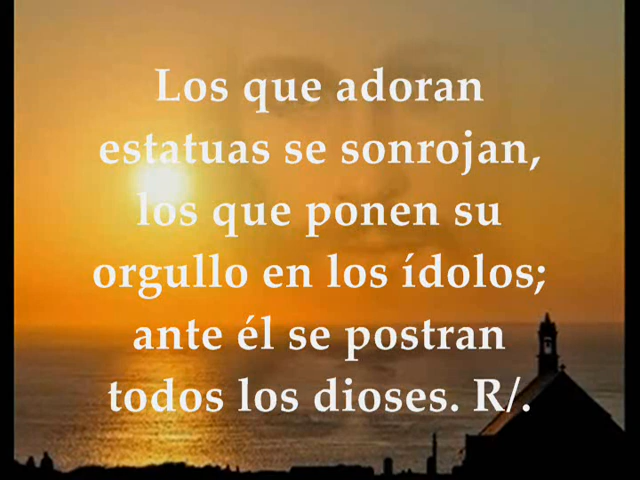 Los que adoran
estatuas se sonrojan,
los que ponen su
orgullo en los ídolos;
ante él se postran
todos los dioses. R/.